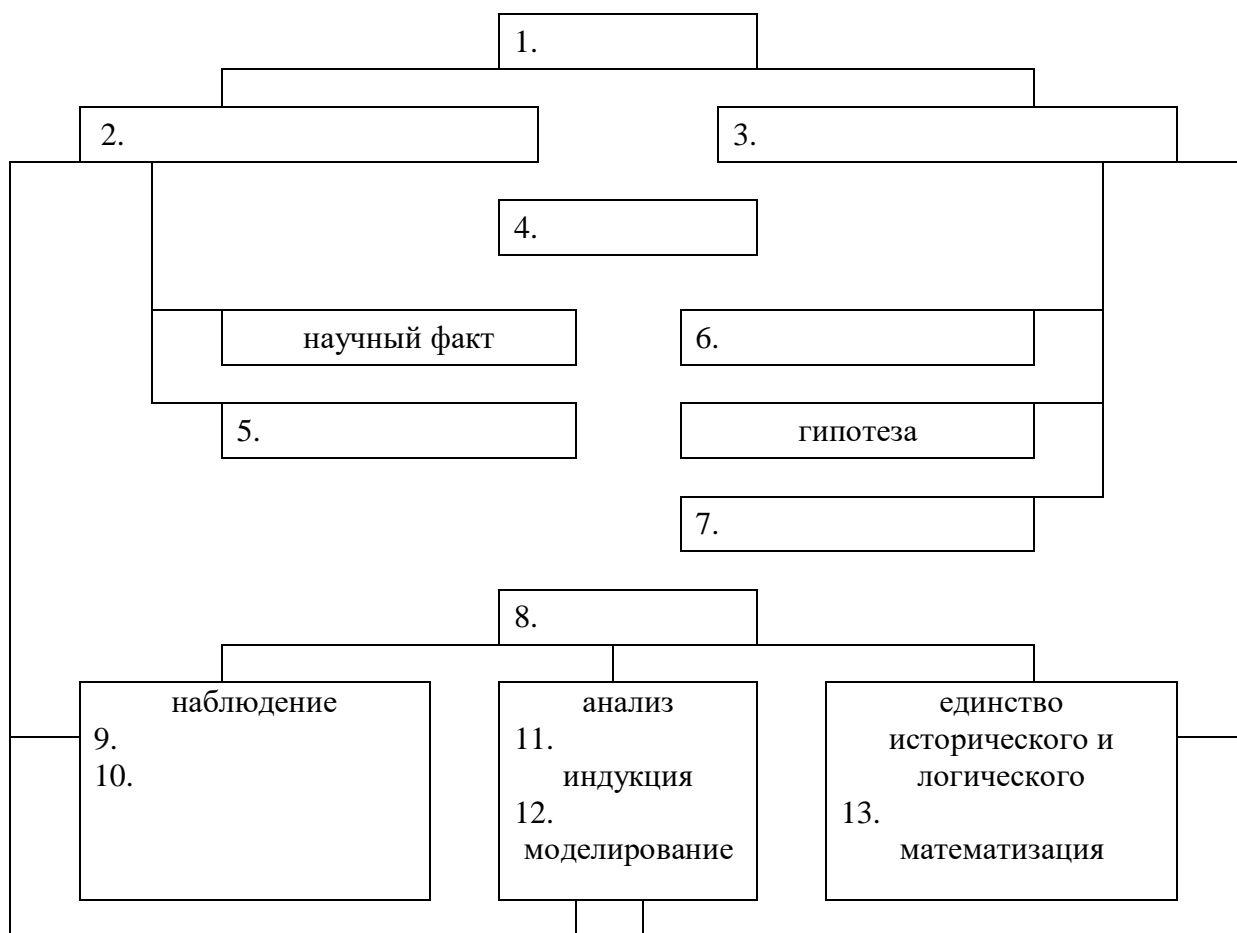 1.
2.
3.
4.
научный факт
6.
5.
гипотеза
7.
8.
наблюдение
9.
10.
анализ
11.
индукция
12.
моделирование
единство
исторического и
логического
13.
математизация